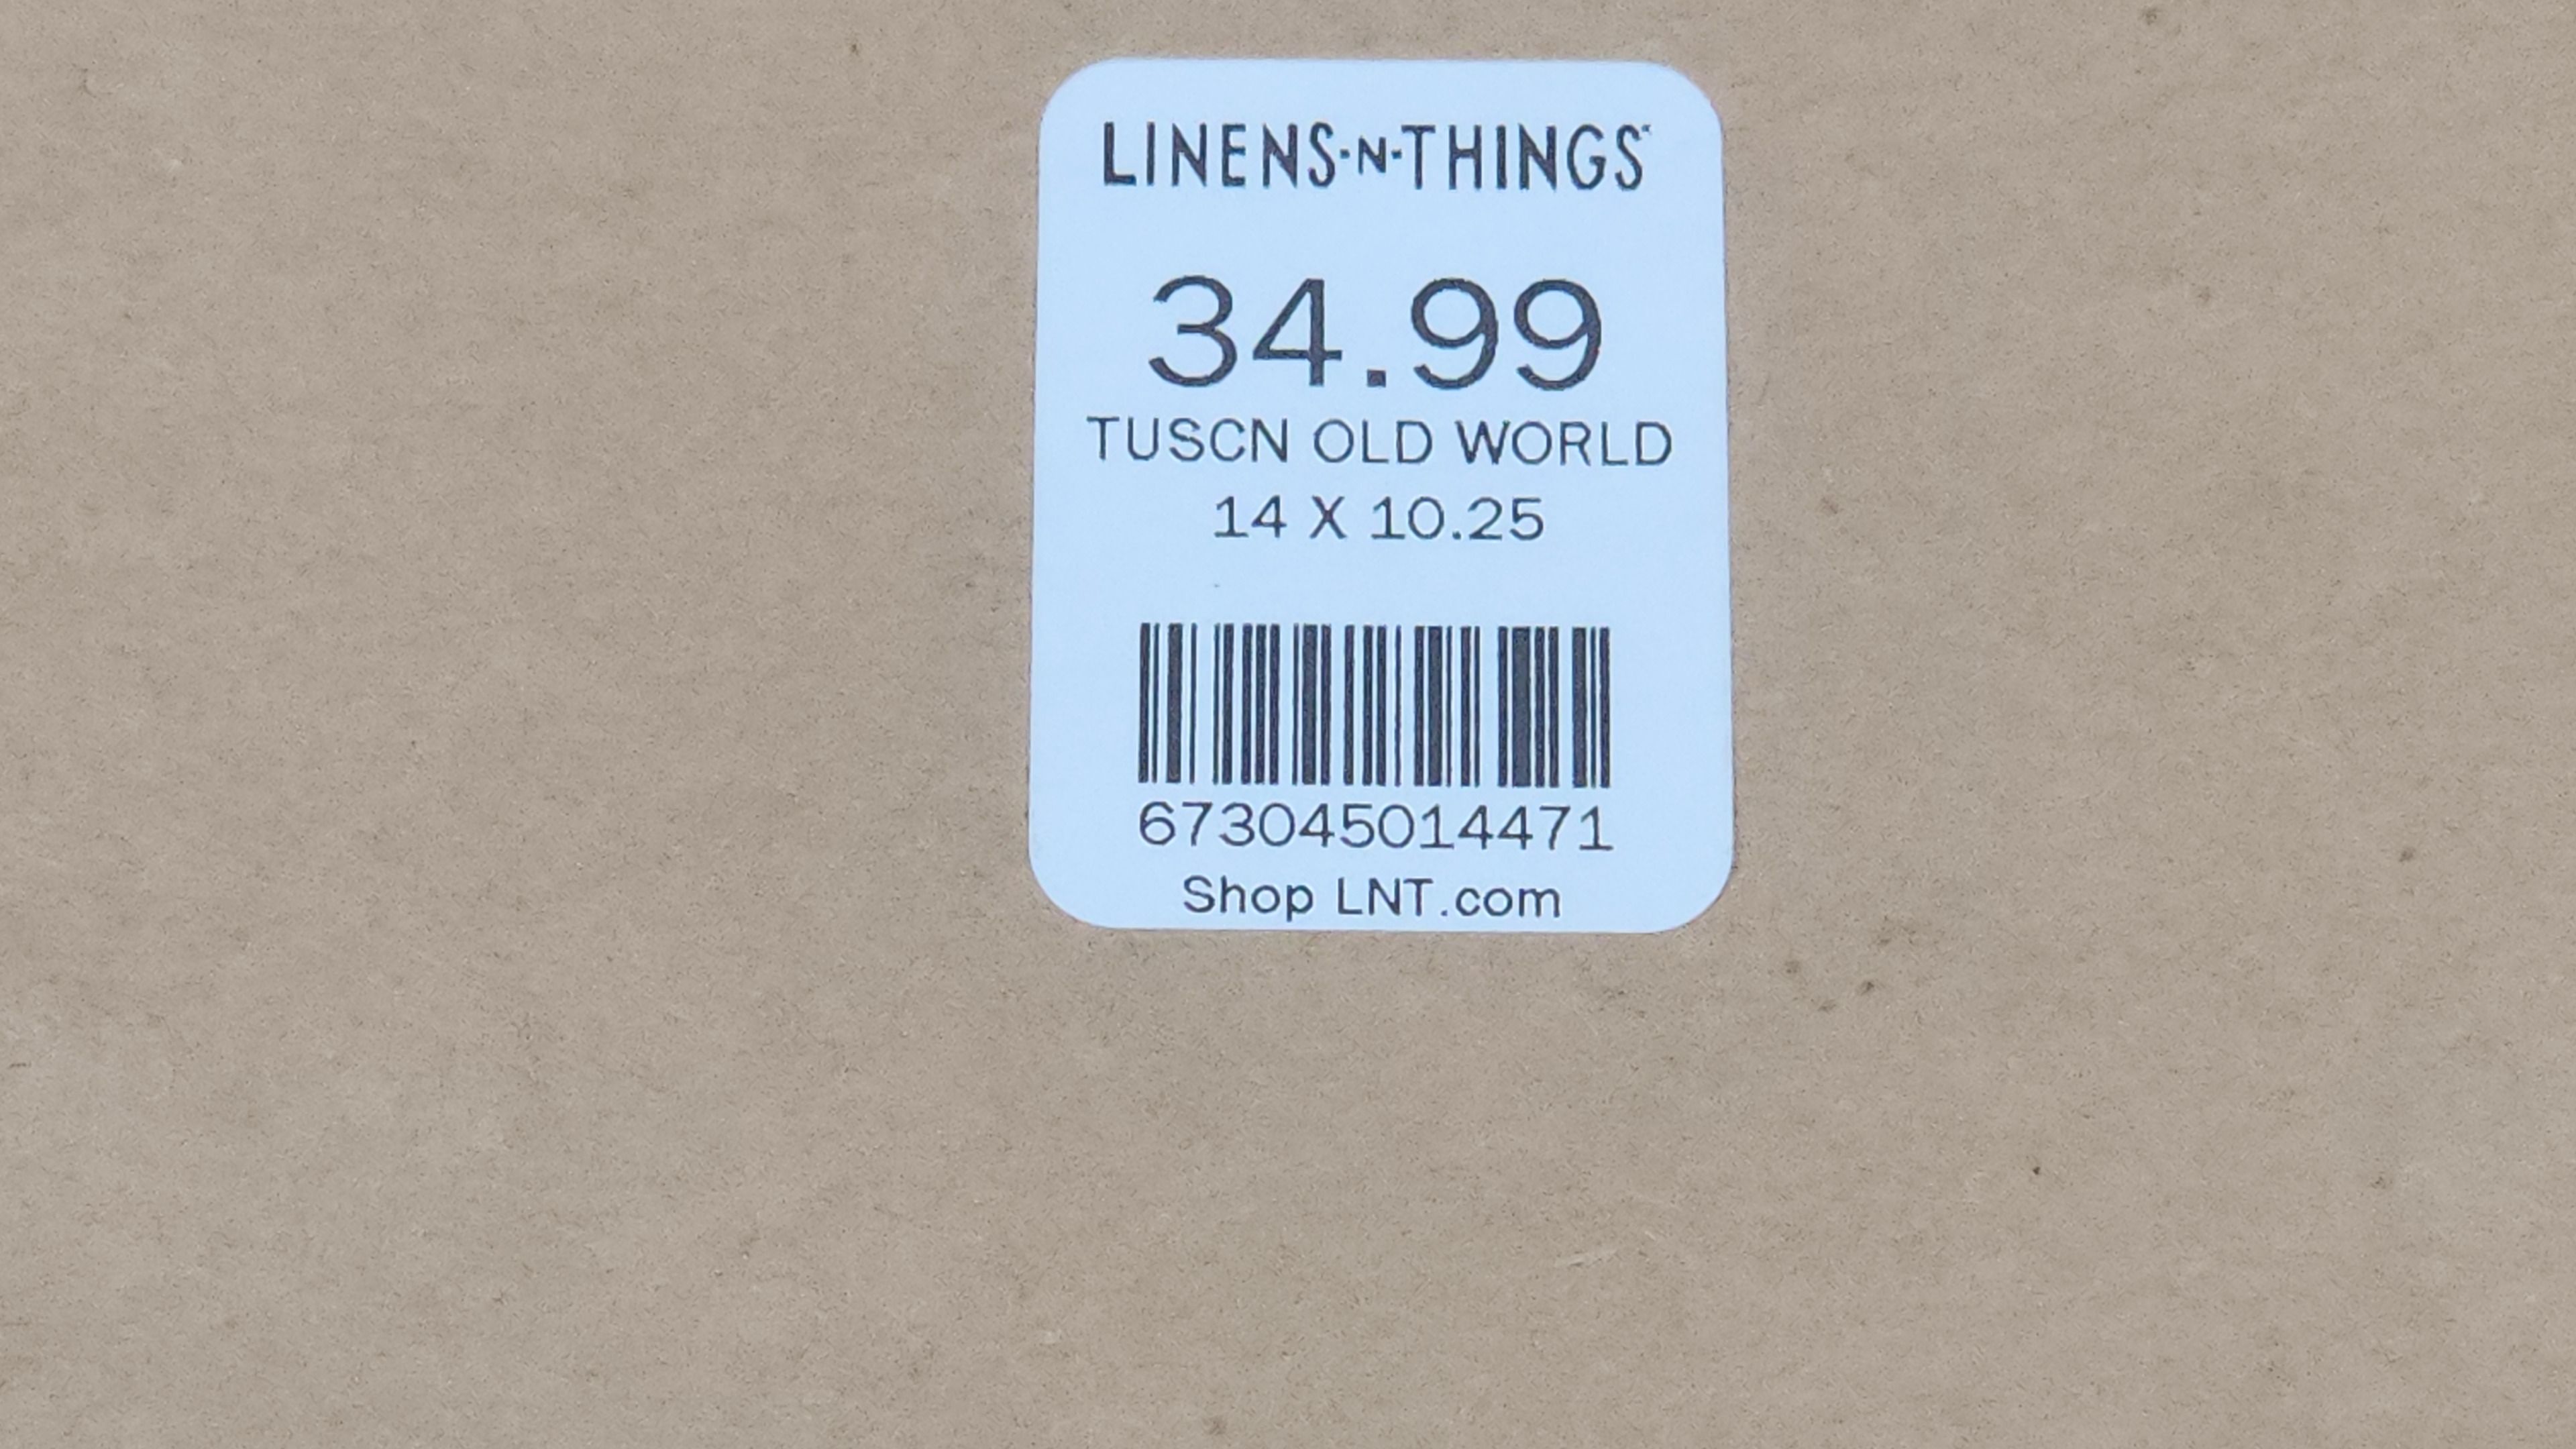 LINENS·N·THINGS
34.99
TUSCN OLD WORLD
14 X 10.25
673045014471
Shop LNT.com